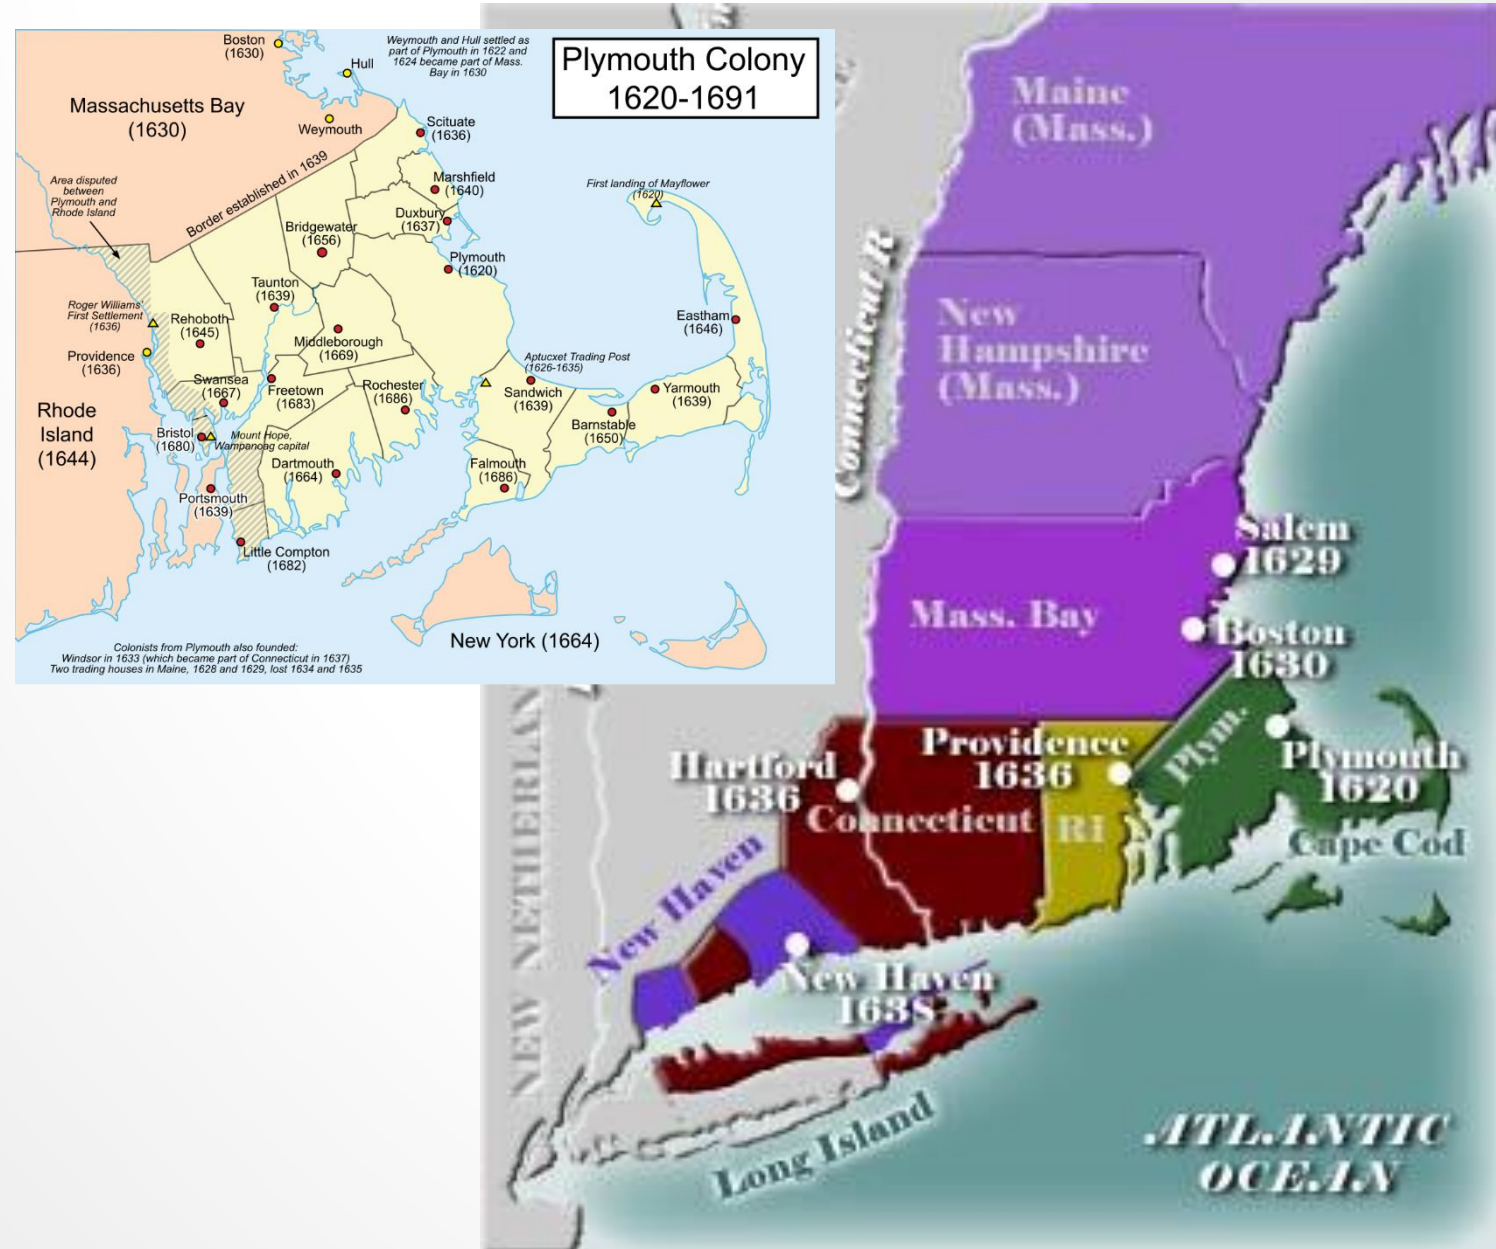 Plymouth Colony
1620-1691
Boston
(1630)
Weymouth and Hull settled as
part of Plymouth in 1622 and
1624 became part of Mass.
Bay in 1630
Hull
Massachusetts Bay
(1630)
Weymouth
Scituate
(1636)
Border established in 1639
Area disputed
between
Plymouth and
Rhode Island
Marshfield
(1640)
First landing of Mayflower
(1620)
Duxbury
(1637)
Bridgewater
(1656)
Plymouth
(1620)
Taunton
(1639)
Roger Williams'
First Settlement
(1636)
Rehoboth
(1645)
Eastham
(1646)
Middleborough
(1669)
Providence
(1636)
Aptucxet Trading Post
(1626-1635)
Swansea
(1667)
Freetown
(1683)
Rochester
(1686)
Sandwich
(1639)
Yarmouth
(1639)
Rhode
Island
(1644)
Barnstable
(1650)
Bristol
(1680)
Mount Hope,
Wampanoag capital
Dartmouth
(1664)
Falmouth
(1686)
Portsmouth
(1639)
Little Compton
(1682)
New York (1664)
Colonists from Plymouth also founded:
Windsor in 1633 (which became part of Connecticut in 1637)
Two trading houses in Maine, 1628 and 1629, lost 1634 and 1635
Maine
(Mass.)
New
Hampshire
(Mass.)
Connecticut R
Salem
1629
Mass. Bay
Boston
1630
Plym.
Plymouth
1620
Cape Cod
Providence
1636
RI
Hartford
1636
Connecticut
New Haven
New Haven
1638
NEW NETHERLAN
Long Island
ATLANTIC
OCEAN